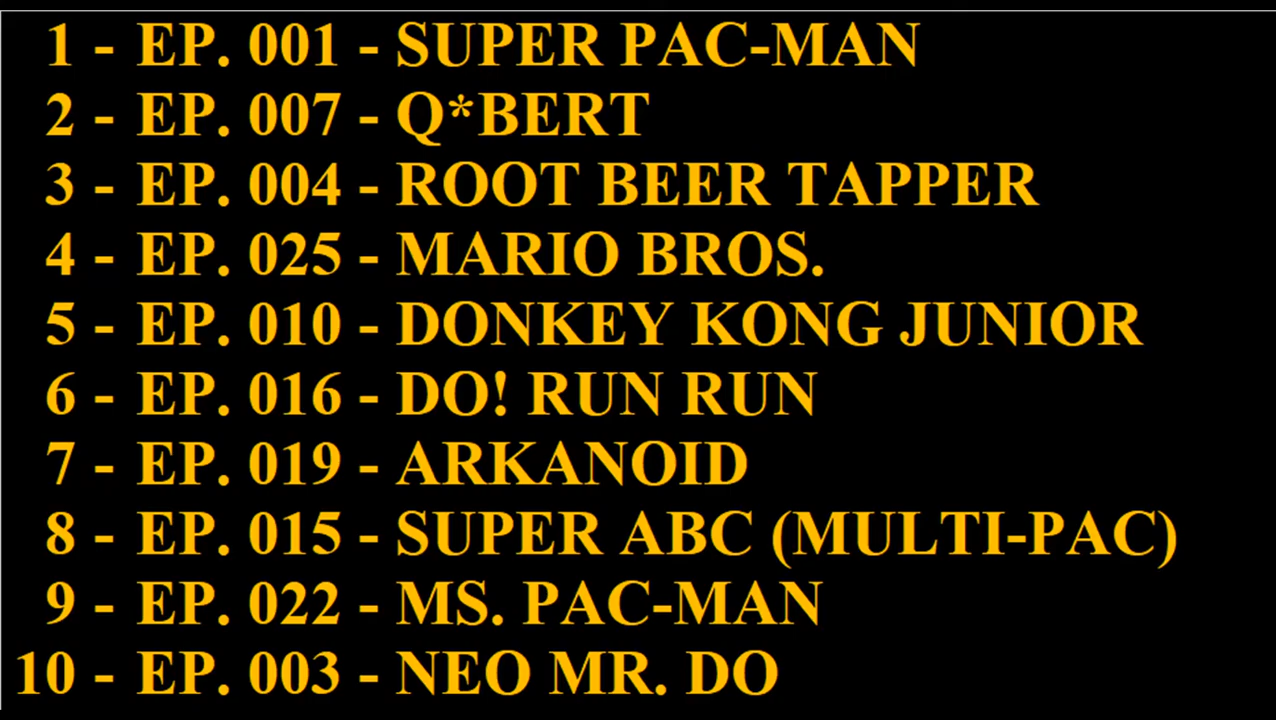 1 - EP. 001 - SUPER PAC-MAN
2 - EP. 007 - Q*BERT
3 - EP. 004 - ROOT BEER TAPPER
4 - EP. 025 - MARIO BROS.
5 - EP. 010 - DONKEY KONG JUNIOR
6 - EP. 016 - DO! RUN RUN
7 - EP. 019 - ARKANOID
8 - EP. 015 - SUPER ABC (MULTI-PAC)
9 - EP. 022 - MS. PAC-MAN
10 - EP. 003 - NEO MR. DO